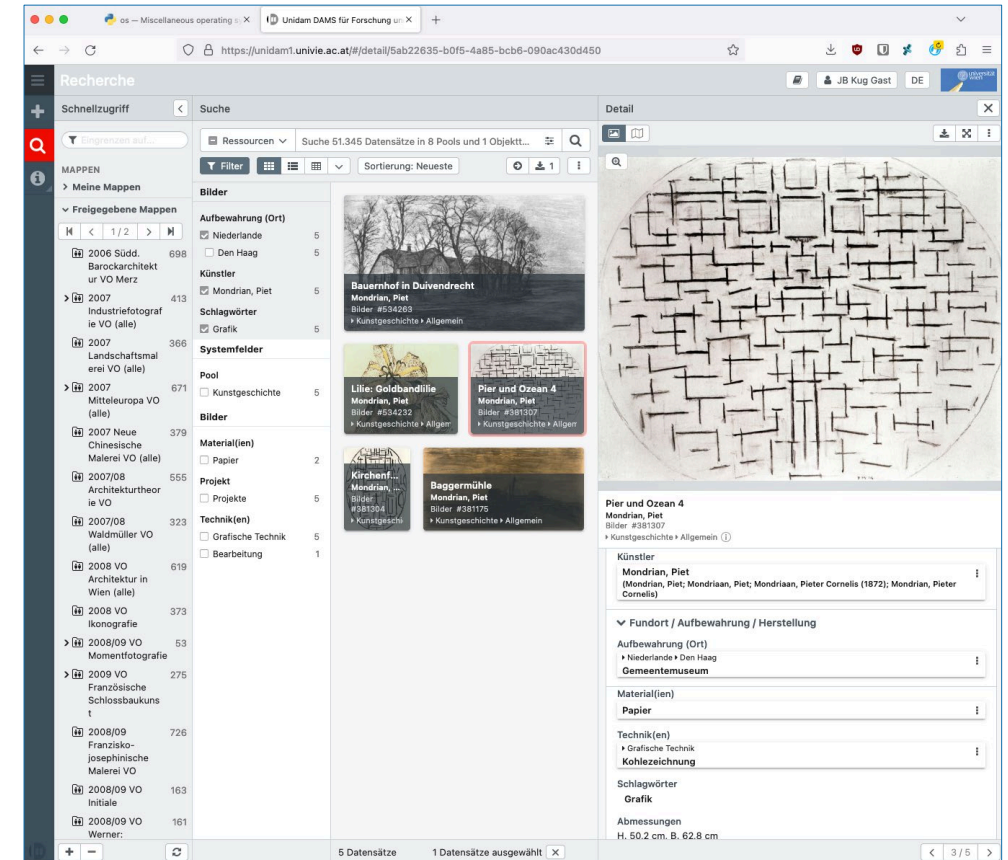 os — Miscellaneous operating s
Unidam DAMS für Forschung un
https://unidam1.univie.ac.at/#/detail/5ab22635-b0f5-4a85-bcb6-090ac430d450
Recherche
JB Kug Gast
DE
universität wien
Schnellzugriff
Suche
Detail
Eingrenzen auf...
MAPPEN
Meine Mappen
Freigegebene Mappen
1/2
2006 Südd. 698
Barockarchitekt
ur VO Merz
2007 413
Industriefotograf
ie VO (alle)
2007 366
Landschaftsmal
erei VO (alle)
2007 671
Mitteleuropa VO
(alle)
2007 Neue 379
Chinesische
Malerei VO (alle)
2007/08 555
Architekturtheor
ie VO
2007/08 323
Waldmüller VO
(alle)
2008 VO 619
Architektur in
Wien (alle)
2008 VO 373
Ikonografie
2008/09 VO 53
Momentfotografie
2009 VO 275
Französische
Schlossbaukuns
t
2008/09 726
Franzisko-
josephinische
Malerei VO
2008/09 VO 163
Initiale
2008/09 VO 161
Werner:
Ressourcen
Suche 51.345 Datensätze in 8 Pools und 1 Objektt...
Filter
Sortierung: Neueste
1
Bilder
Aufbewahrung (Ort)
Niederlande 5
Den Haag 5
Künstler
Mondrian, Piet 5
Schlagwörter
Grafik 5
Systemfelder
Pool
Kunstgeschichte 5
Bilder
Material(ien)
Papier 2
Projekt
Projekte 5
Technik(en)
Grafische Technik 5
Bearbeitung 1
Bauernhof in Duivendrecht
Mondrian, Piet
Bilder #534263
Kunstgeschichte Allgemein
Lilie: Goldbandlilie
Mondrian, Piet
Bilder #534232
Kunstgeschichte Allgemein
Pier und Ozean 4
Mondrian, Piet
Bilder #381307
Kunstgeschichte Allgem
Kirchenf...
Mondrian, ...
Bilder
#381304
Kunstgeschi
Baggermühle
Mondrian, Piet
Bilder #381175
Kunstgeschichte Allgemein
5 Datensätze
1 Datensätze ausgewählt
Pier und Ozean 4
Mondrian, Piet
Bilder #381307
Kunstgeschichte Allgemein
Künstler
Mondrian, Piet
(Mondrian, Piet; Mondriaan, Piet; Mondriaan, Pieter Cornelis (1872); Mondrian, Pieter
Cornelis)
Fundort / Aufbewahrung / Herstellung
Aufbewahrung (Ort)
Niederlande Den Haag
Gemeentemuseum
Material(ien)
Papier
Technik(en)
Grafische Technik
Kohlezeichnung
Schlagwörter
Grafik
Abmessungen
H. 50.2 cm, B. 62.8 cm
3/5